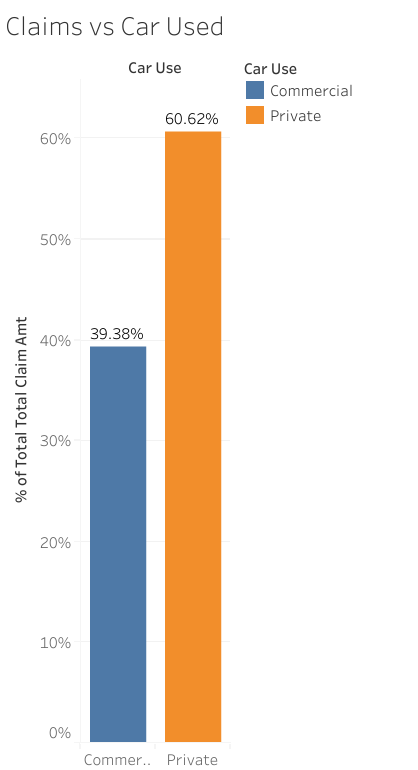 Claims vs Car Used
Car Use
Car Use
Commercial
Private
60.62%
39.38%
60%
50%
40%
30%
20%
10%
0%
% of Total Total Claim Amt
Commer..
Private